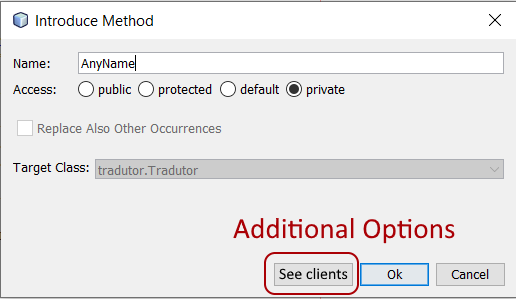 Introduce Method
Name: AnyName
Access: public protected default private
Replace Also Other Occurrences
Target Class: tradutor.Tradutor
Additional Options
See clients Ok Cancel